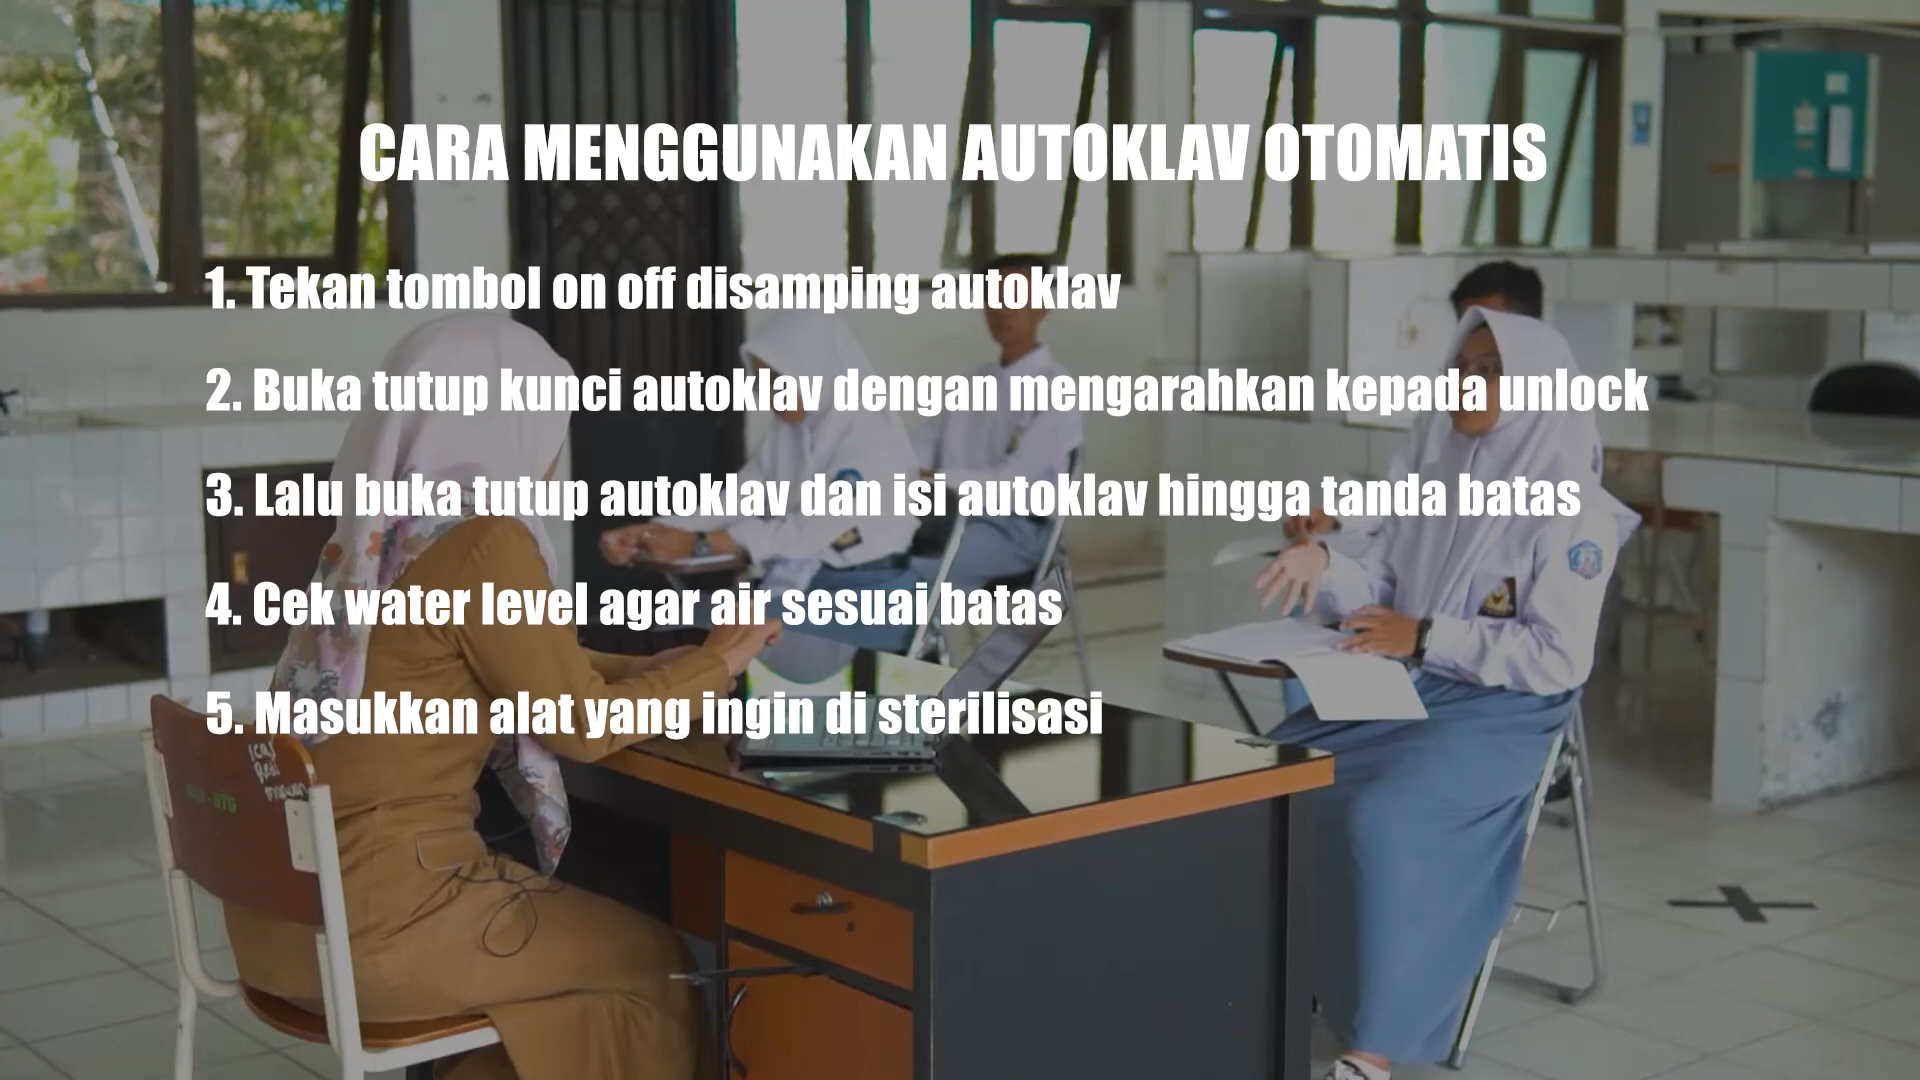 CARA MENGGUNAKAN AUTOKLAV OTOMATIS
1. Tekan tombol on off disamping autoklav
2. Buka tutup kunci autoklav dengan mengarahkan kepada unlock
3. Lalu buka tutup autoklav dan isi autoklav hingga tanda batas
4. Cek water level agar air sesuai batas
5. Masukkan alat yang ingin di sterilisasi